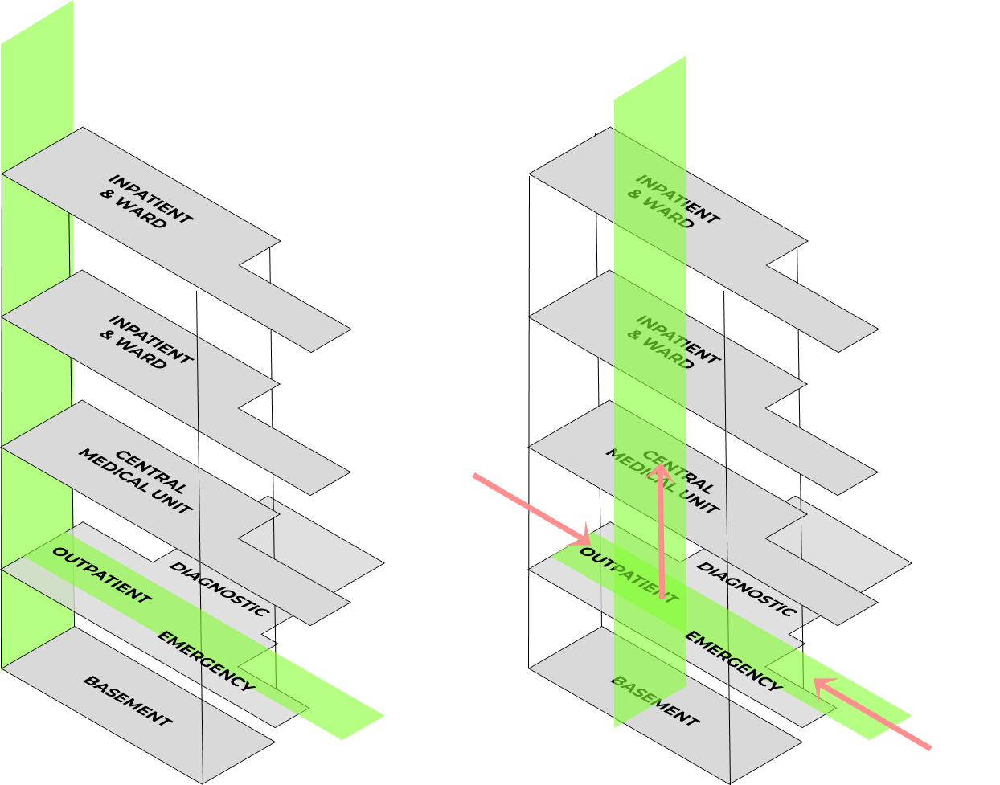 INPATIENT
& WARD
INPATIENT
& WARD
CENTRAL
MEDICAL UNIT
OUTPATIENT
DIAGNOSTIC
EMERGENCY
BASEMENT
INPATIENT
& WARD
INPATIENT
& WARD
CENTRAL
MEDICAL UNIT
OUTPATIENT
DIAGNOSTIC
EMERGENCY
BASEMENT